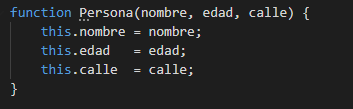 function Persona(nombre, edad, calle) {
    this.nombre = nombre;
    this.edad   = edad;
    this.calle  = calle;
}